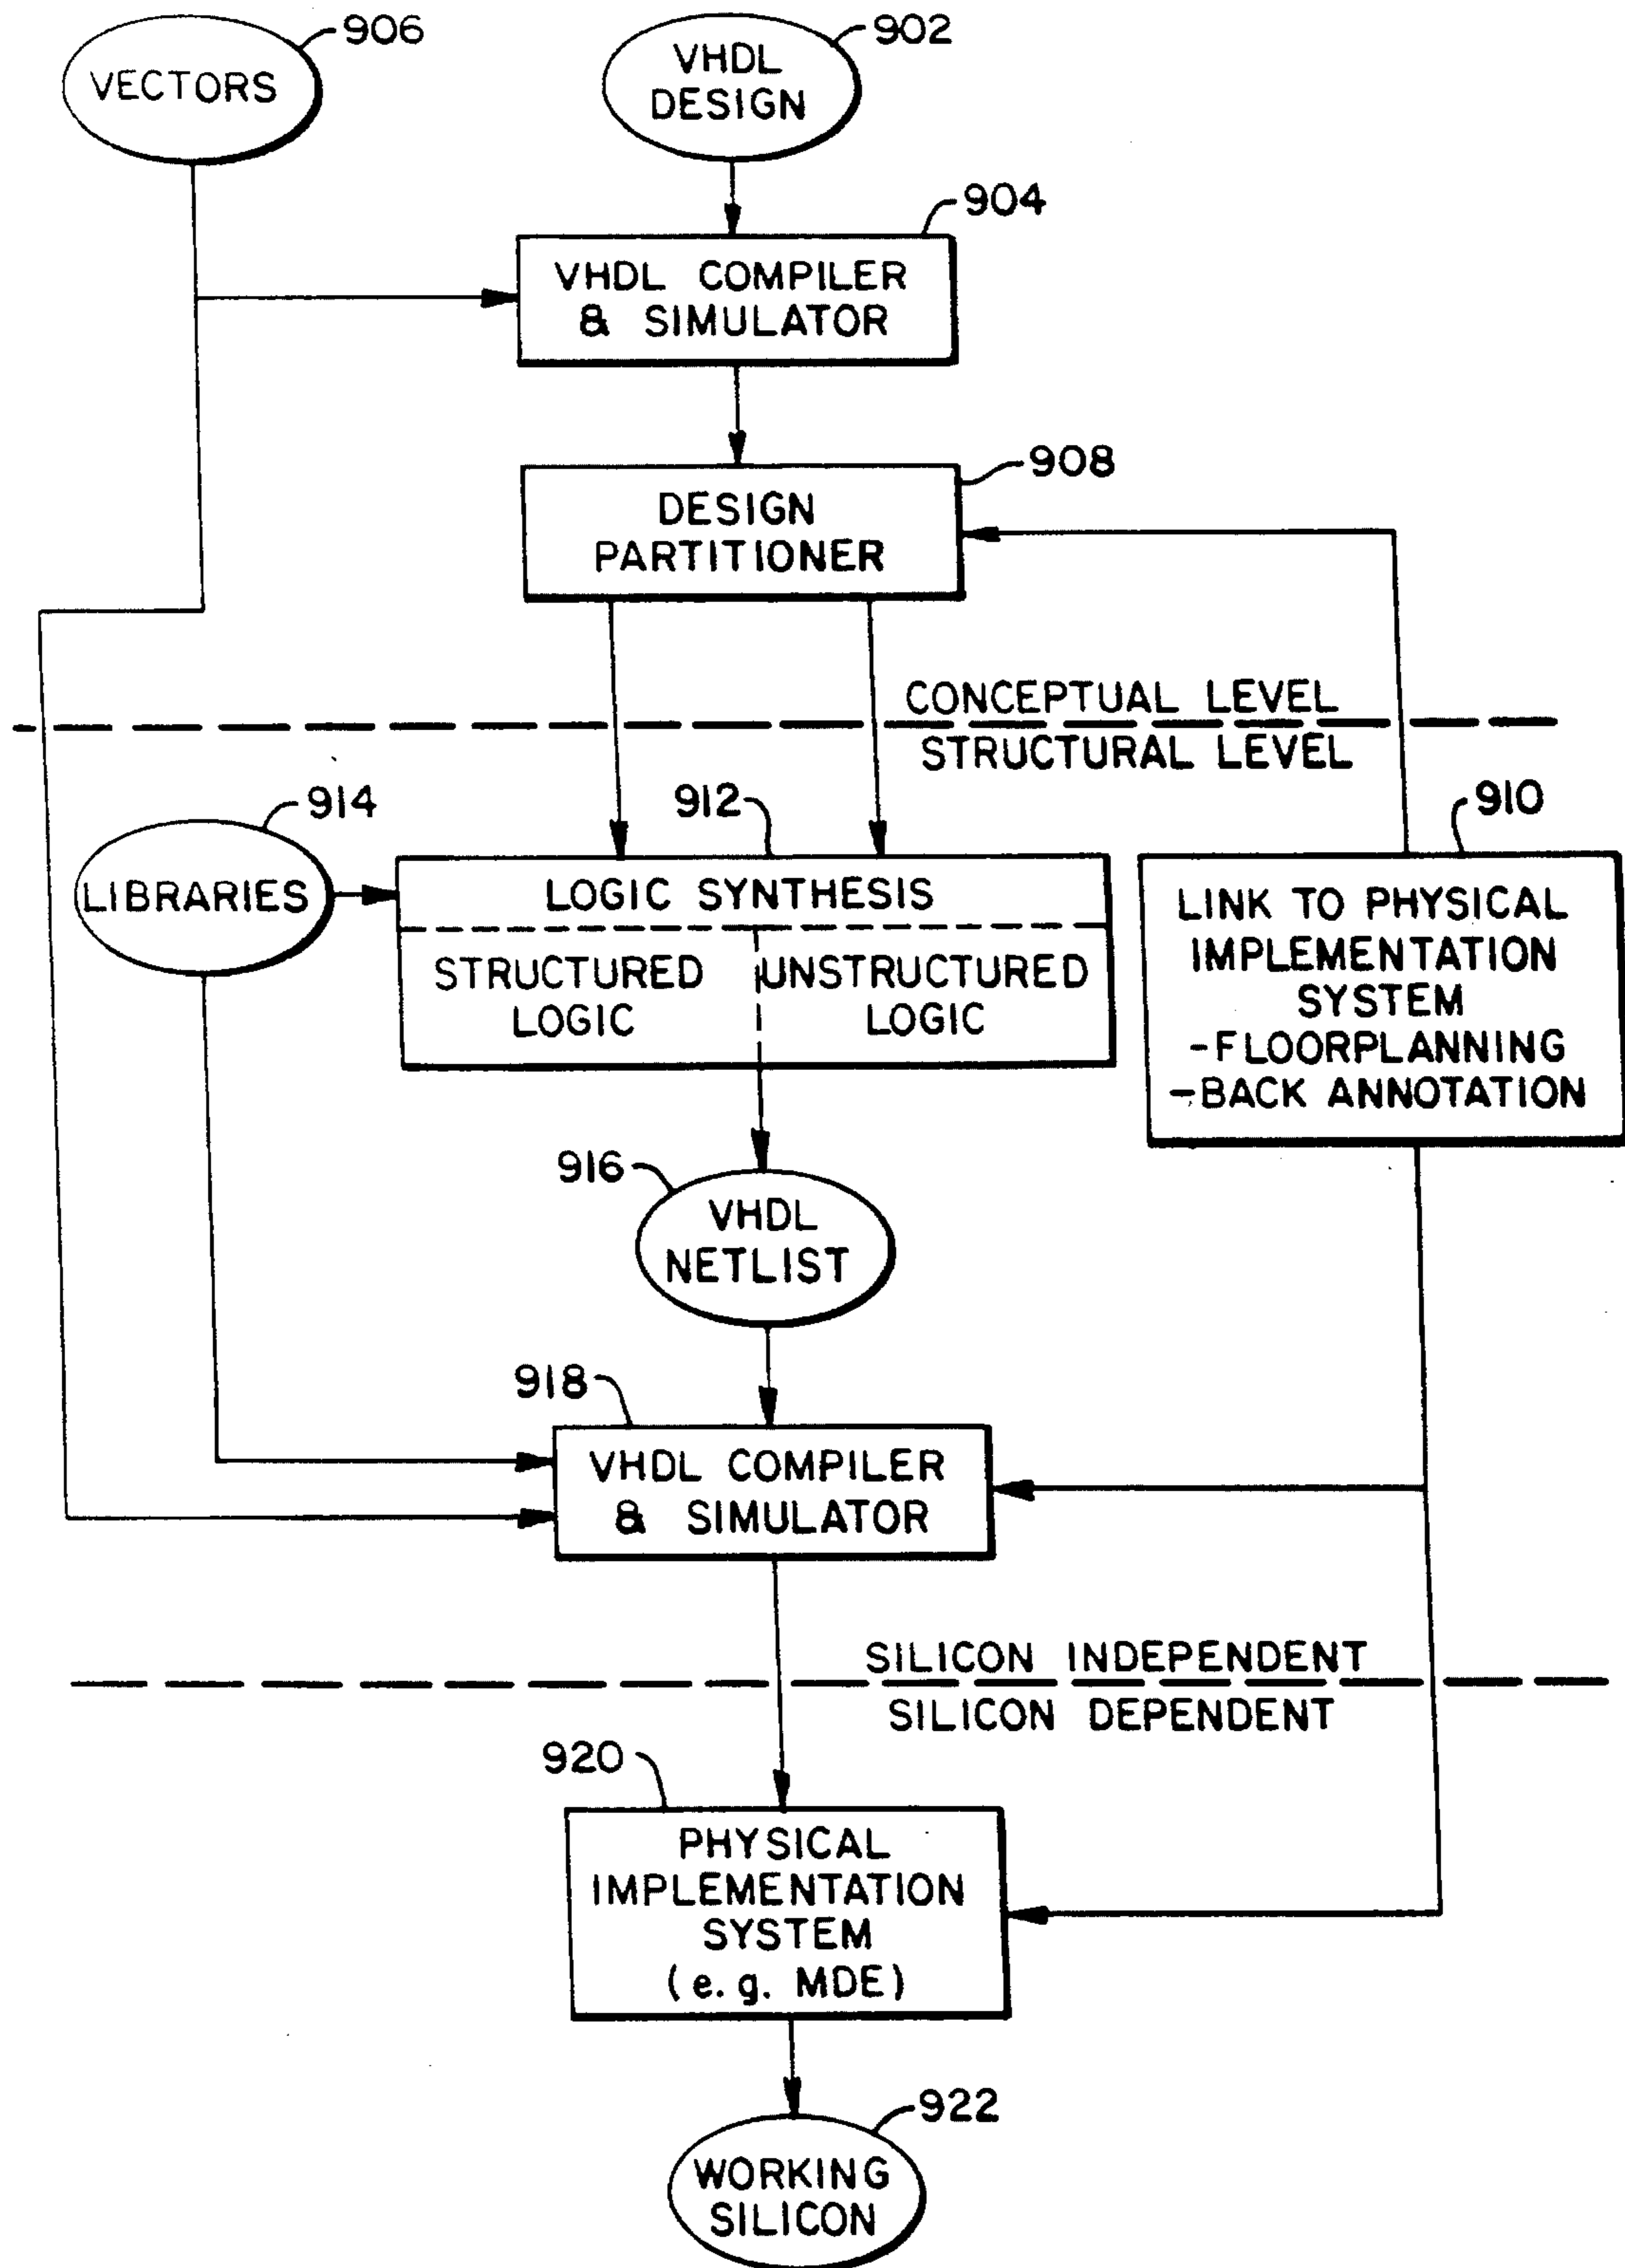 906
902
VECTORS
VHDL
DESIGN
904
VHDL COMPILER
& SIMULATOR
908
DESIGN
PARTITIONER
CONCEPTUAL LEVEL
STRUCTURAL LEVEL
914
912
910
LIBRARIES
LOGIC SYNTHESIS
STRUCTURED
LOGIC
UNSTRUCTURED
LOGIC
LINK TO PHYSICAL
IMPLEMENTATION
SYSTEM
-FLOORPLANNING
-BACK ANNOTATION
916
VHDL
NETLIST
918
VHDL COMPILER
& SIMULATOR
SILICON INDEPENDENT
SILICON DEPENDENT
920
PHYSICAL
IMPLEMENTATION
SYSTEM
(e.g. MDE)
922
WORKING
SILICON